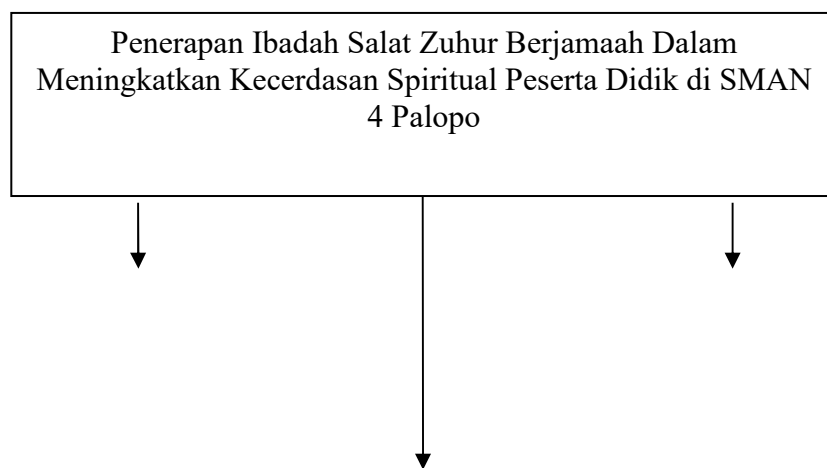 Penerapan Ibadah Salat Zuhur Berjamaah Dalam
Meningkatkan Kecerdasan Spiritual Peserta Didik di SMAN
4 Palopo